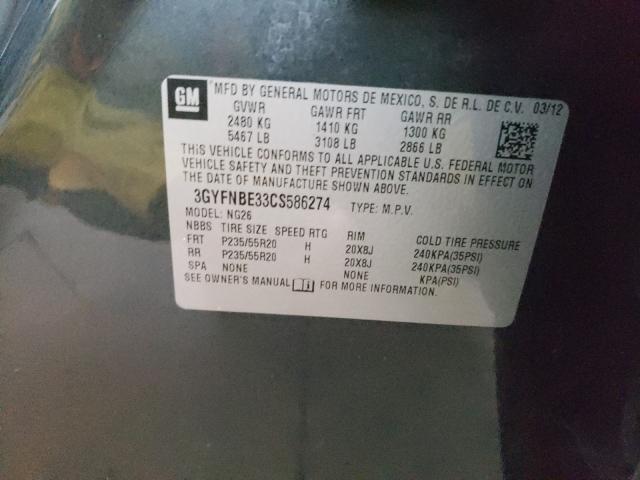 GM
MFD BY GENERAL MOTORS DE MEXICO, S. DE R.L. DE C.V. 03/12
GVWR GAWR FRT GAWR RR
2480 KG 1410 KG 1300 KG
5467 LB 3108 LB 2866 LB
THIS VEHICLE CONFORMS TO ALL APPLICABLE U.S. FEDERAL MOTOR
VEHICLE SAFETY AND THEFT PREVENTION STANDARDS IN EFFECT ON
THE DATE OF MANUFACTURE SHOWN ABOVE.
3GYFNBE33CS586274 TYPE: M.P.V.
MODEL: NG26
NBBS TIRE SIZE SPEED RTG RIM COLD TIRE PRESSURE
FRT P235/55R20 H 20X8J 240KPA(35PSI)
RR P235/55R20 H 20X8J 240KPA(35PSI)
SPA NONE NONE KPA(PSI)
SEE OWNER'S MANUAL FOR MORE INFORMATION.